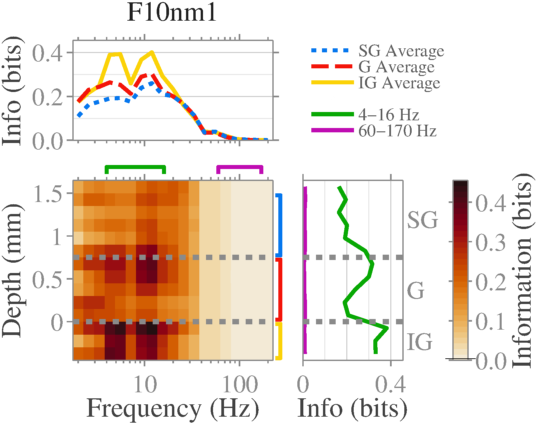 F10nm1
Info (bits)
0.4
0.2
0.0
SG Average
G Average
IG Average
4–16 Hz
60–170 Hz
Depth (mm)
1.5
1
0.5
0
10
100
Frequency (Hz)
SG
G
IG
0
0.4
Info (bits)
0.4
0.3
0.2
0.1
0.0
Information (bits)